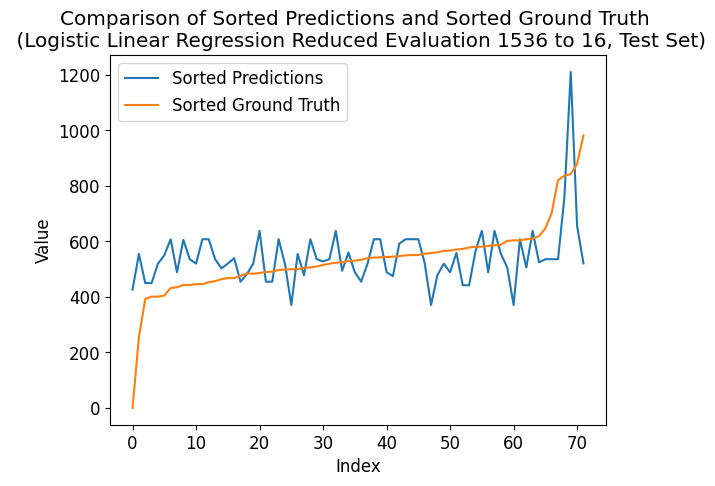 Comparison of Sorted Predictions and Sorted Ground Truth
(Logistic Linear Regression Reduced Evaluation 1536 to 16, Test Set)
Sorted Predictions
Sorted Ground Truth
1200
1000
800
600
400
200
0
Value
0 10 20 30 40 50 60 70
Index